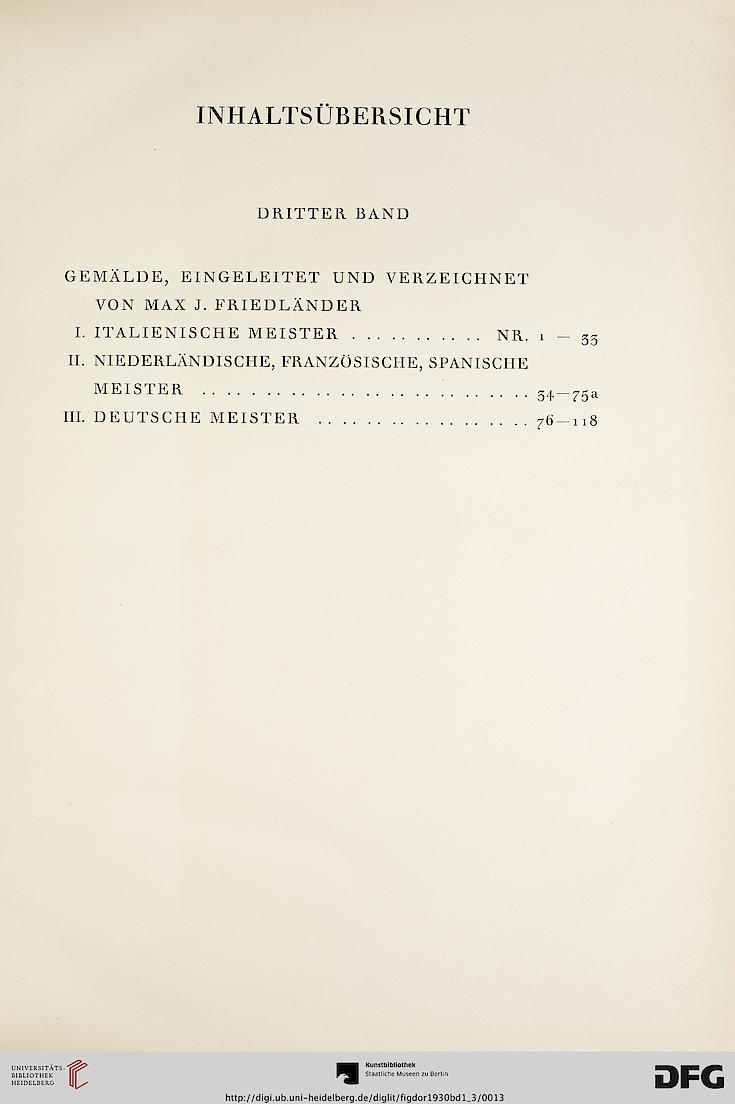 INHALTSÜBERSICHT
DRITTER BAND
GEMÄLDE, EINGELEITET UND VERZEICHNET
VON MAX J. FRIEDLÄNDER
I. ITALIENISCHE MEISTER . . . . . . . . . . . NR. 1 — 33
II. NIEDERLÄNDISCHE, FRANZÖSISCHE, SPANISCHE
MEISTER . . . . . . . . . . . . . . . . . . . . . . . . . . . 34—75a
III. DEUTSCHE MEISTER . . . . . . . . . . . . . . . . . . 76—118
UNIVERSITÄTS-
BIBLIOTHEK
HEIDELBERG
Kunstbibliothek
Staatliche Museen zu Berlin
DFG
http://digi.ub.uni-heidelberg.de/diglit/figdor1930bd1_3/0013